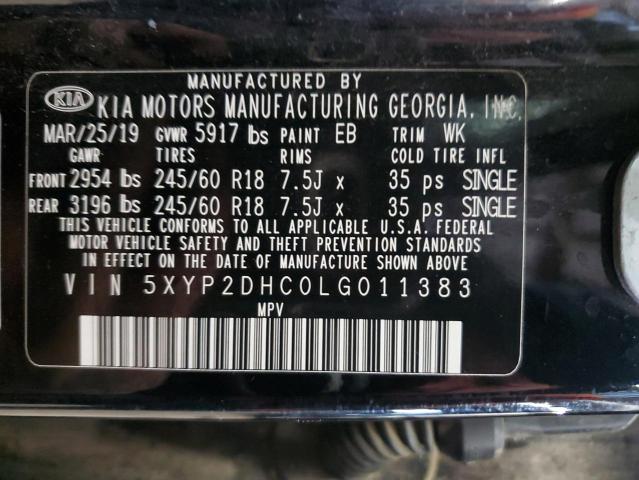 MANUFACTURED BY
KIA KIA MOTORS MANUFACTURING GEORGIA, INC.
MAR/25/19 GVWR 5917 lbs PAINT EB TRIM WK
GAWR TIRES RIMS COLD TIRE INFL
FRONT 2954 lbs 245/60 R18 7.5J x 35 ps SINGLE
REAR 3196 lbs 245/60 R18 7.5J x 35 ps SINGLE
THIS VEHICLE CONFORMS TO ALL APPLICABLE U.S.A. FEDERAL
MOTOR VEHICLE SAFETY AND THEFT PREVENTION STANDARDS
IN EFFECT ON THE DATE OF MANUFACTURE SHOWN ABOVE.
VIN 5XYP2DHC0LG011383
MPV